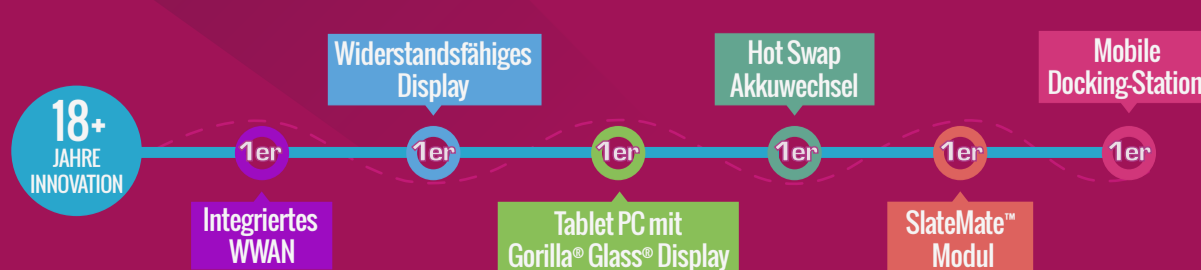 18+
JAHRE
INNOVATION
1er
Integriertes
WWAN
Widerstandsfähiges
Display
1er
1er
Tablet PC mit
Gorilla® Glass® Display
Hot Swap
Akkuwechsel
1er
1er
SlateMate™
Modul
Mobile
Docking-Station
1er